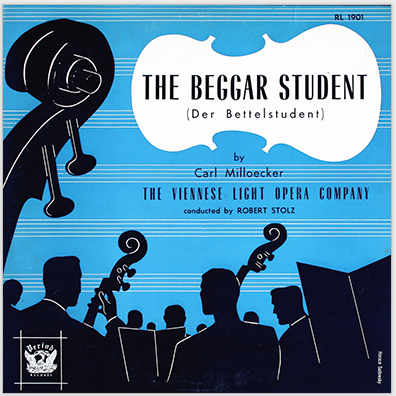 RL 1901
THE BEGGAR STUDENT
(Der Bettelstudent)
by
Carl Milloecker
THE VIENNESE LIGHT OPERA COMPANY
conducted by ROBERT STOLZ
Period
RECORDS